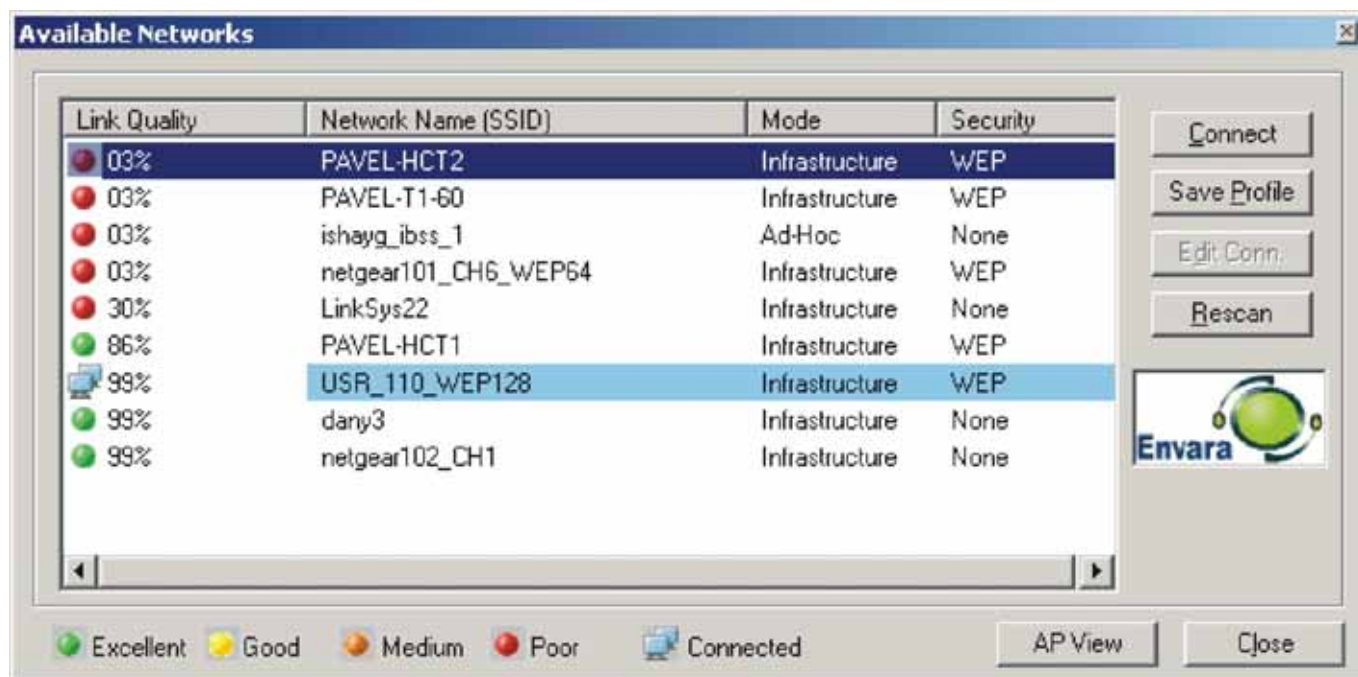 Available Networks
Link Quality Network Name (SSID) Mode Security
03% PAVEL-HCT2 Infrastructure WEP
03% PAVEL-T1-60 Infrastructure WEP
03% ishayg_ibss_1 Ad-Hoc None
03% netgear101_CH6_WEP64 Infrastructure WEP
30% LinkSys22 Infrastructure None
86% PAVEL-HCT1 Infrastructure WEP
99% USR_110_WEP128 Infrastructure WEP
99% dany3 Infrastructure None
99% netgear102_CH1 Infrastructure None
Connect
Save Profile
Edit Conn.
Rescan
Envara
Excellent Good Medium Poor Connected AP View Close